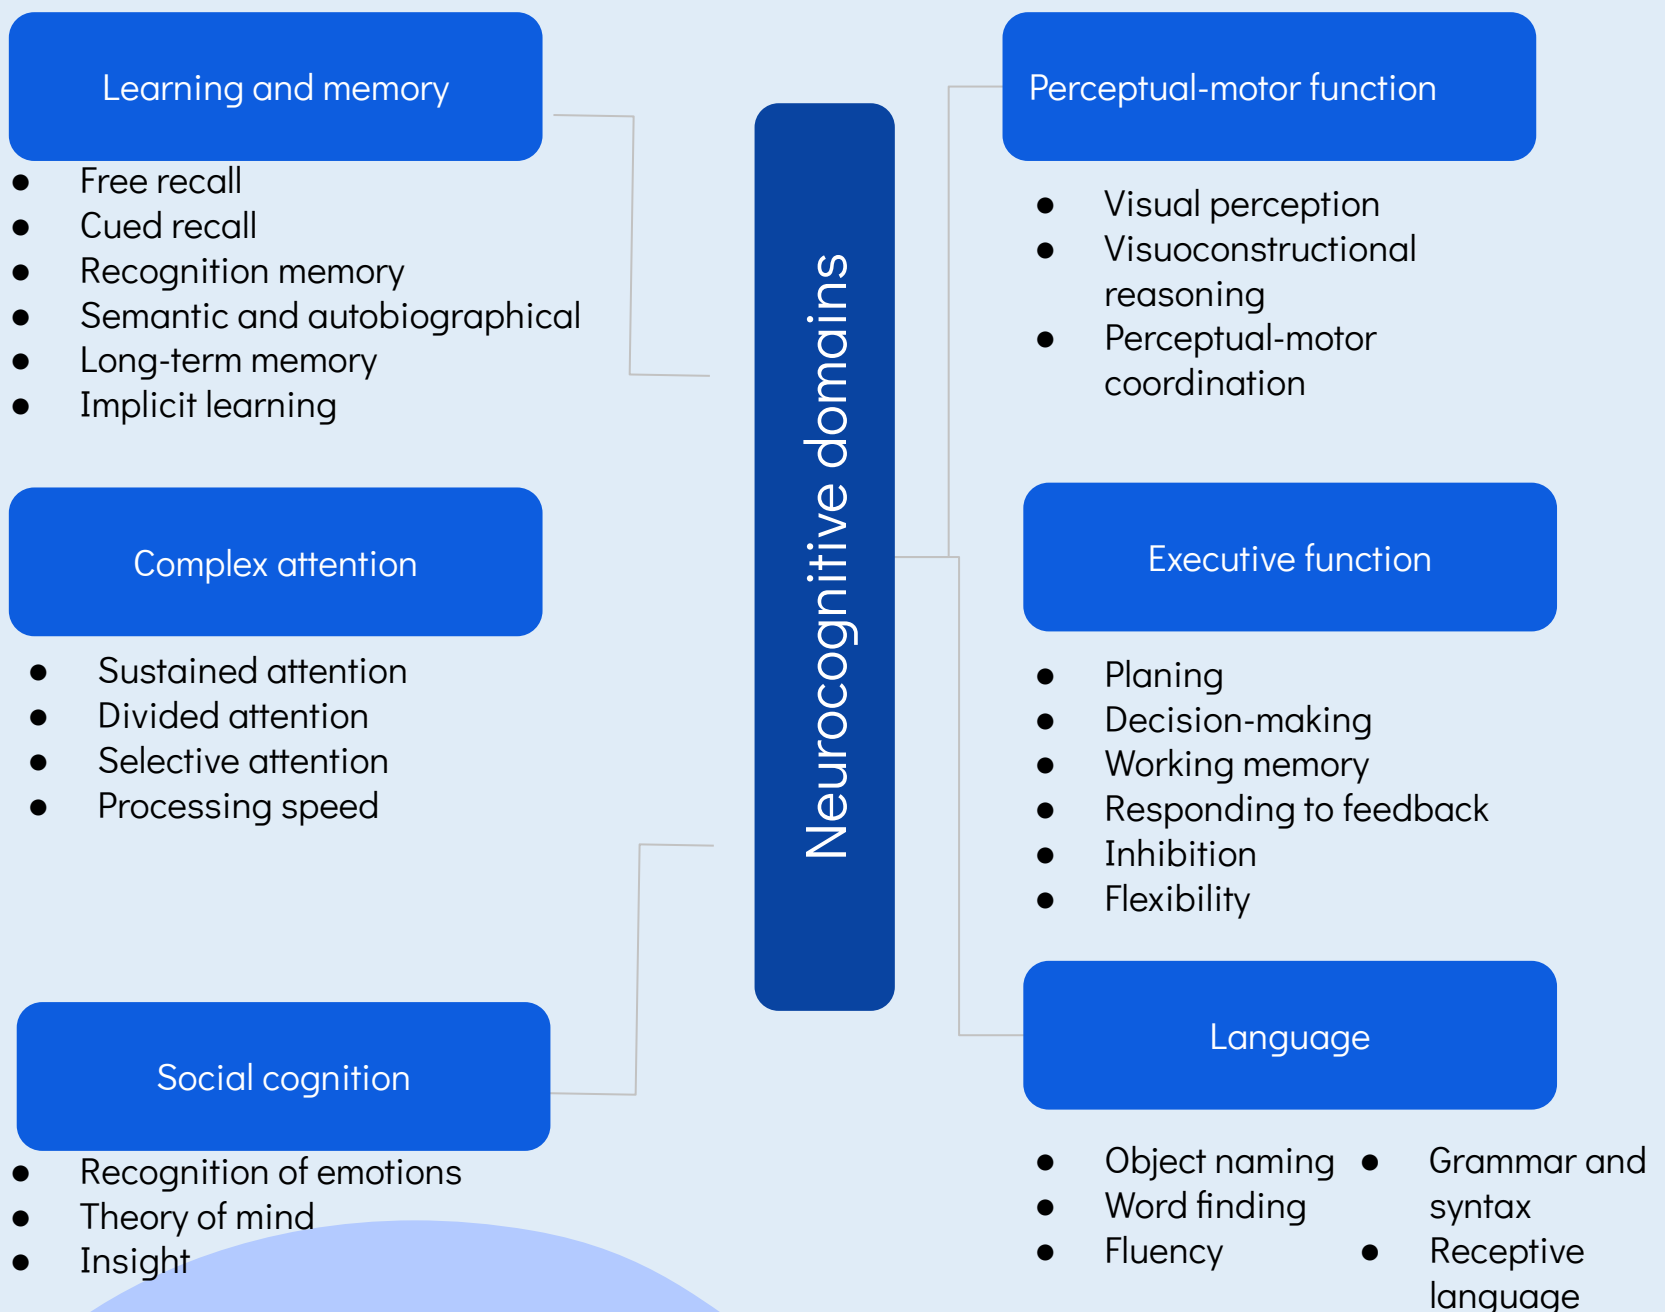 Learning and memory
Free recall
Cued recall
Recognition memory
Semantic and autobiographical
Long-term memory
Implicit learning
Complex attention
Sustained attention
Divided attention
Selective attention
Processing speed
Social cognition
Recognition of emotions
Theory of mind
Insight
Neurocognitive domains
Perceptual-motor function
Visual perception
Visuoconstructional
reasoning
Perceptual-motor
coordination
Executive function
Planing
Decision-making
Working memory
Responding to feedback
Inhibition
Flexibility
Language
Object naming
Word finding
Fluency
Grammar and
syntax
Receptive
language